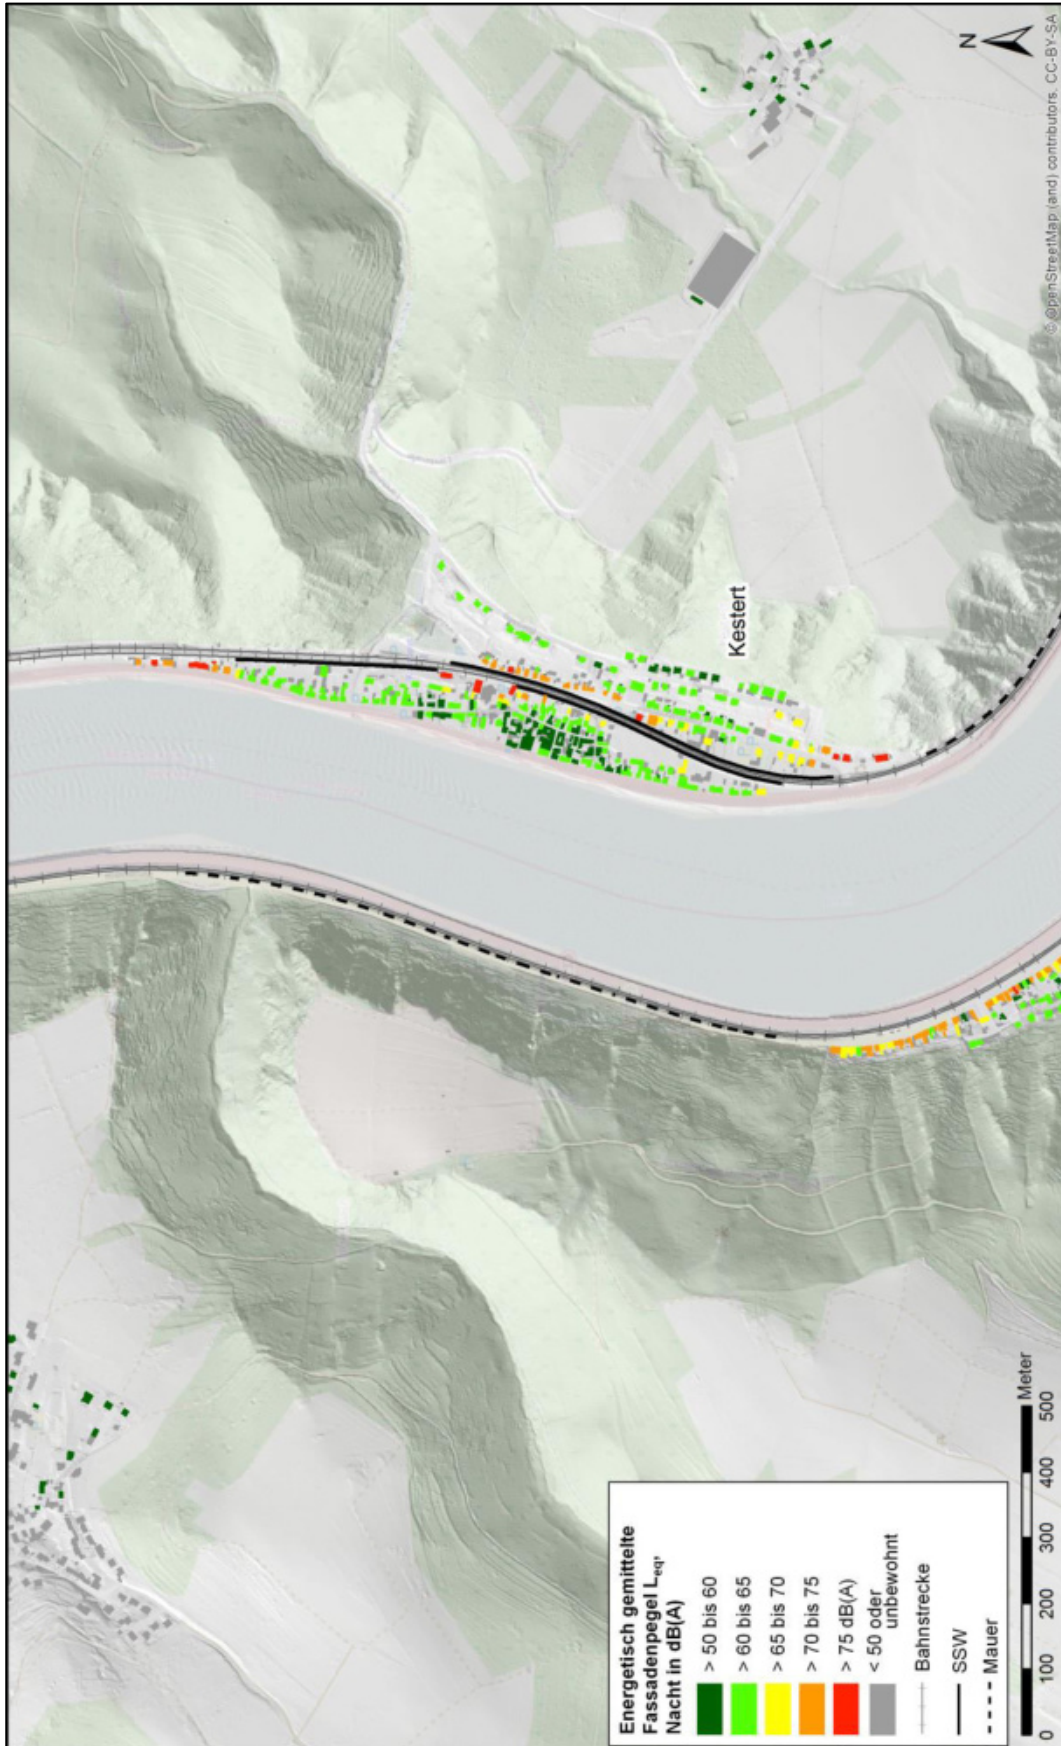 N
© OpenStreetMap (and) contributors, CC-BY-SA
Kestert
Energetisch gemittelte
Fassadenpegel Leq,
Nacht in dB(A)
> 50 bis 60
> 60 bis 65
> 65 bis 70
> 70 bis 75
> 75 dB(A)
< 50 oder
unbewohnt
Bahnstrecke
SSW
Mauer
0 100 200 300 400 500
Meter